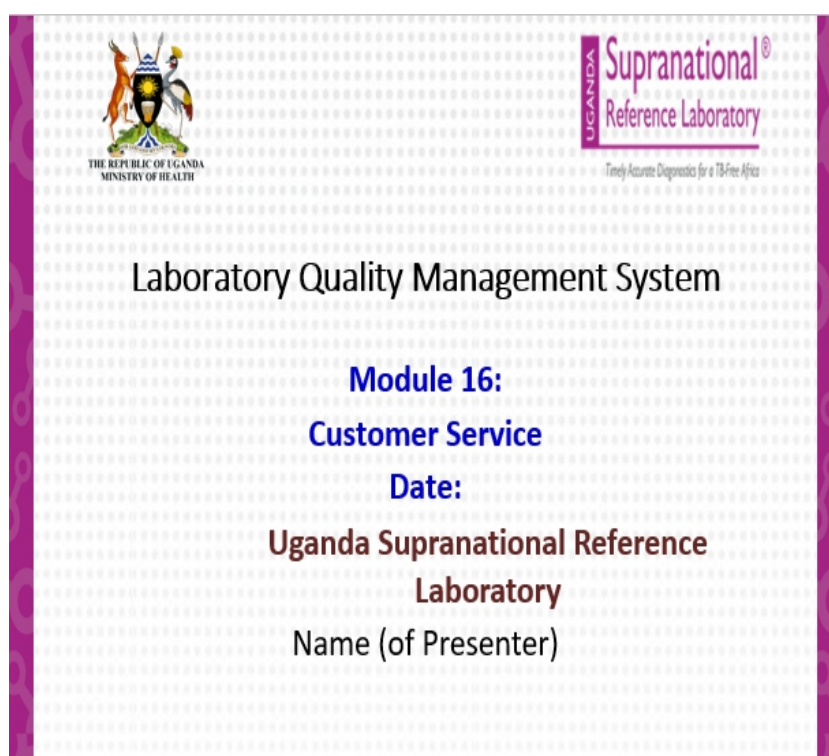 THE REPUBLIC OF UGANDA
MINISTRY OF HEALTH
UGANDA
Supranational®
Reference Laboratory
Timely Accurate Diagnostics for a TB-Free Africa
Laboratory Quality Management System
Module 16:
Customer Service
Date:
Uganda Supranational Reference
Laboratory
Name (of Presenter)